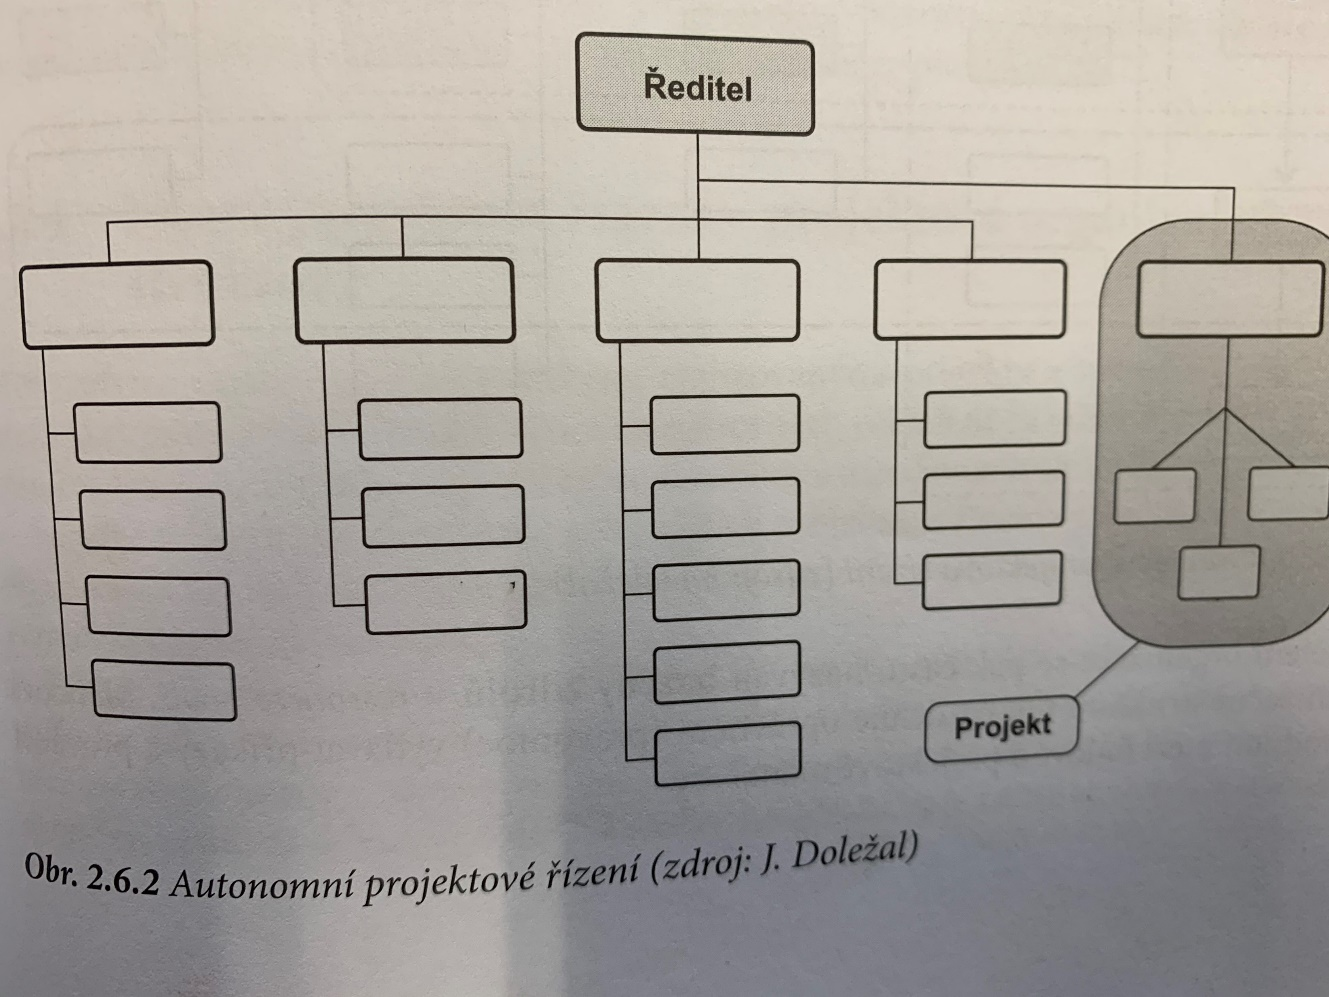 Ředitel
Projekt
Obr. 2.6.2 Autonomní projektové řízení (zdroj: J. Doležal)